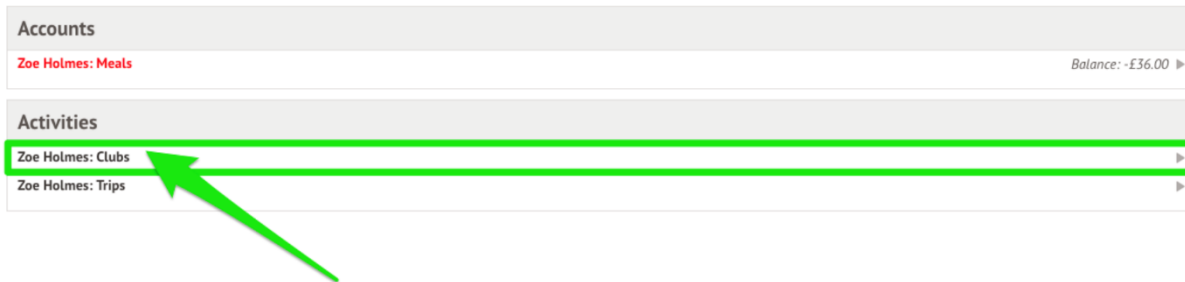 Accounts
Zoe Holmes: Meals Balance: -£36.00
Activities
Zoe Holmes: Clubs
Zoe Holmes: Trips